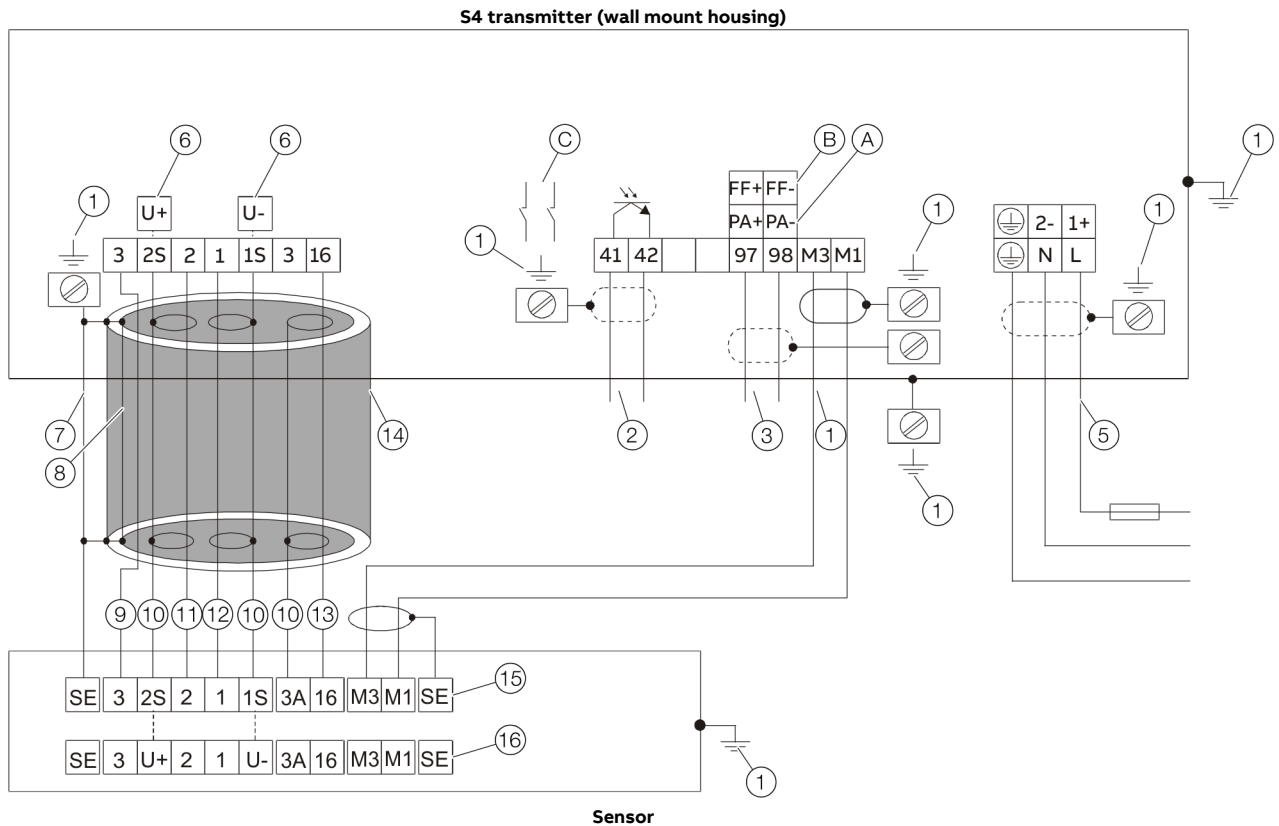 S4 transmitter (wall mount housing)
6 6 C B A 1
FF+ FF-
1 U+ U- PA+ PA- 1 2- 1+ 1
3 2S 2 1 1S 3 16 1 41 42 97 98 M3 M1 N L
7 14 2 3 1 5
8
1
9 10 11 12 10 10 13
SE 3 2S 2 1 1S 3A 16 M3 M1 SE 15
SE 3 U+ 2 1 U- 3A 16 M3 M1 SE 16
1
Sensor